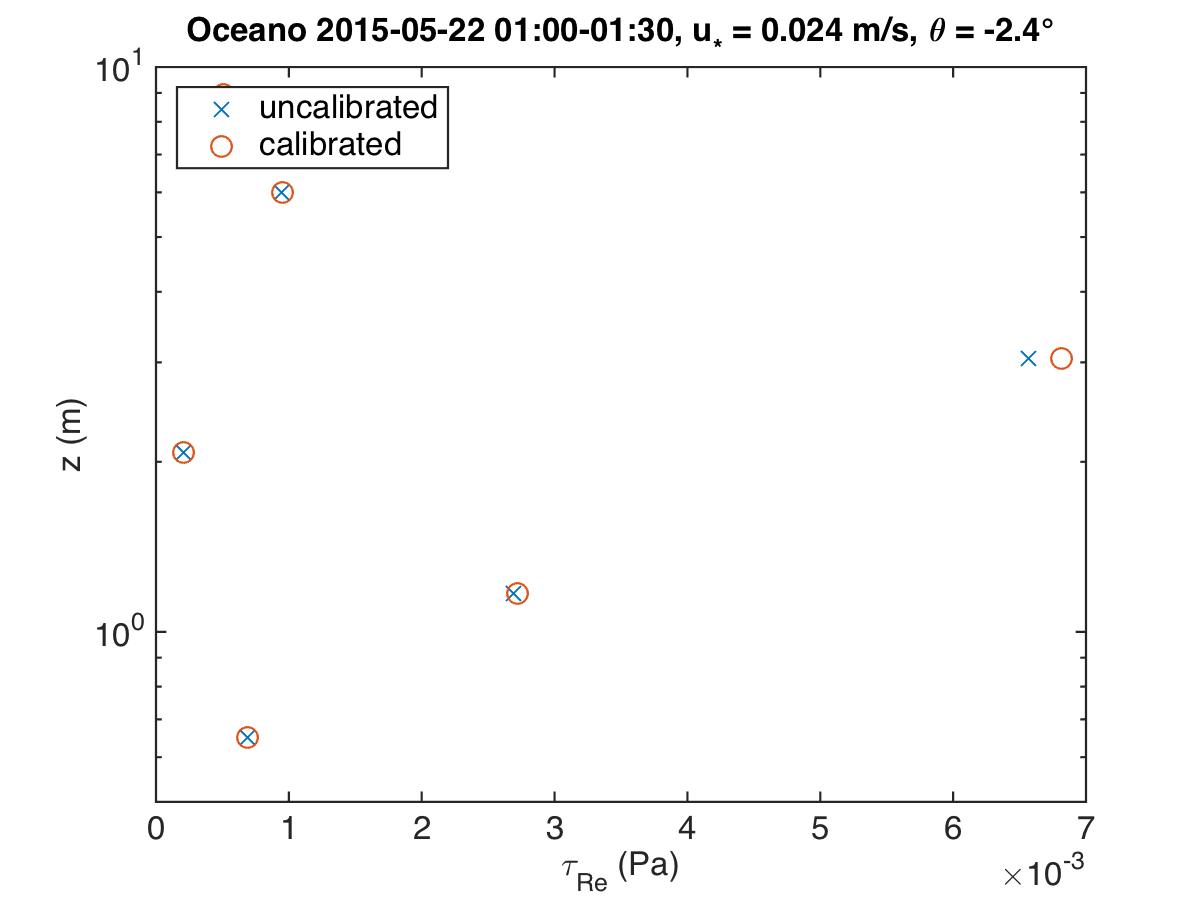 Oceano 2015-05-22 01:00-01:30, u* = 0.024 m/s, θ = -2.4°
10^1
uncalibrated
calibrated
z (m)
10^0
0 1 2 3 4 5 6 7
τ_Re (Pa)
×10^-3